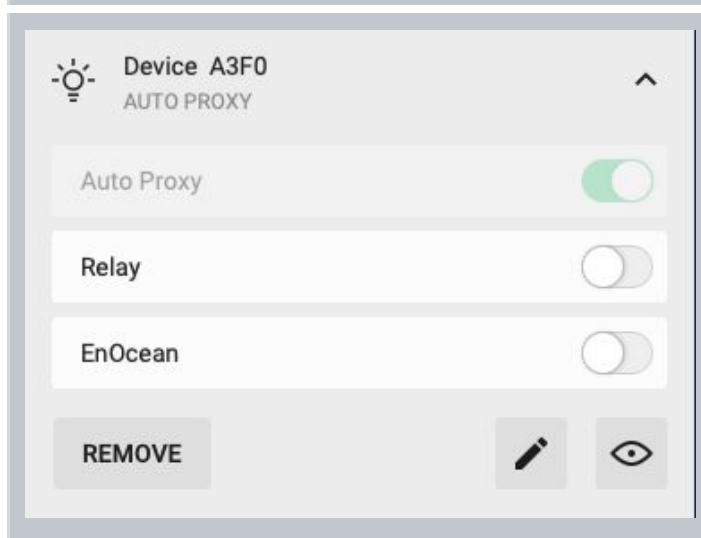 Device A3F0
AUTO PROXY
Auto Proxy
Relay
EnOcean
REMOVE